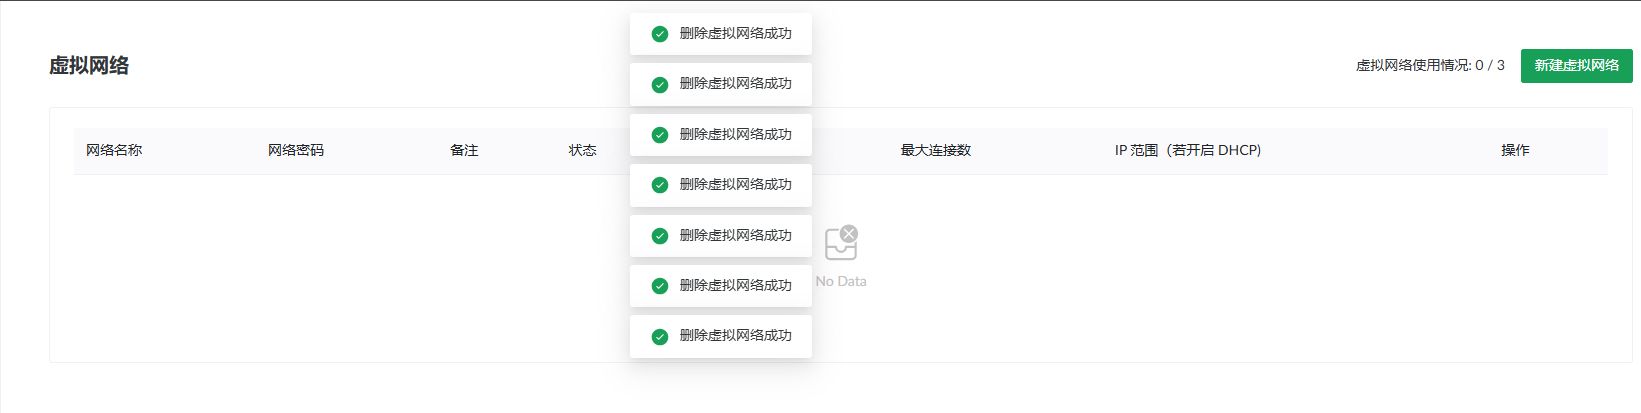 删除虚拟网络成功
虚拟网络
虚拟网络使用情况: 0 / 3
新建虚拟网络
删除虚拟网络成功
删除虚拟网络成功
网络名称
网络密码
备注
状态
最大连接数
IP 范围（若开启 DHCP)
操作
删除虚拟网络成功
删除虚拟网络成功
No Data
删除虚拟网络成功
删除虚拟网络成功